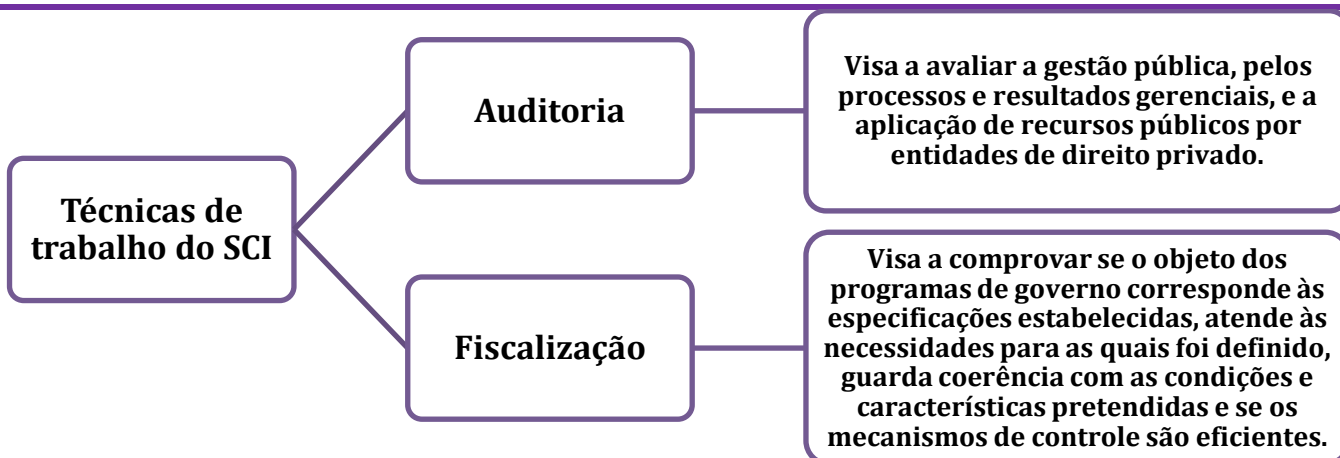 Técnicas de
trabalho do SCI
Auditoria
Visa a avaliar a gestão pública, pelos
processos e resultados gerenciais, e a
aplicação de recursos públicos por
entidades de direito privado.
Fiscalização
Visa a comprovar se o objeto dos
programas de governo corresponde às
especificações estabelecidas, atende às
necessidades para as quais foi definido,
guarda coerência com as condições e
características pretendidas e se os
mecanismos de controle são eficientes.